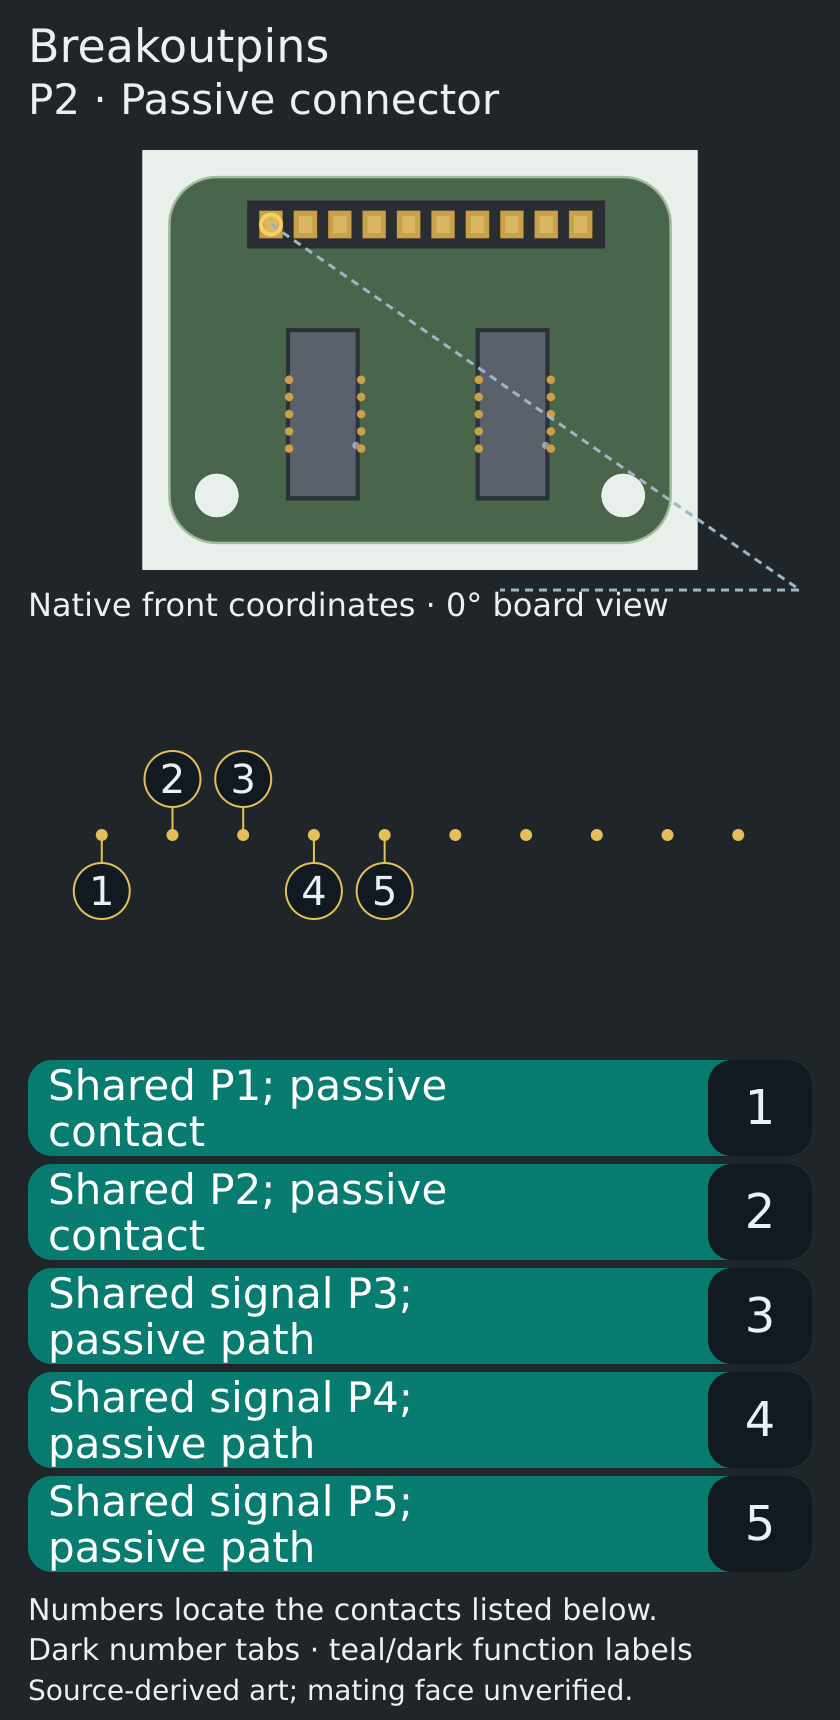 Breakoutpins
P2 · Passive connector
Native front coordinates · 0° board view
2 3
1 4 5
Shared P1; passive
contact
1
Shared P2; passive
contact
2
Shared signal P3;
passive path
3
Shared signal P4;
passive path
4
Shared signal P5;
passive path
5
Numbers locate the contacts listed below.
Dark number tabs · teal/dark function labels
Source-derived art; mating face unverified.